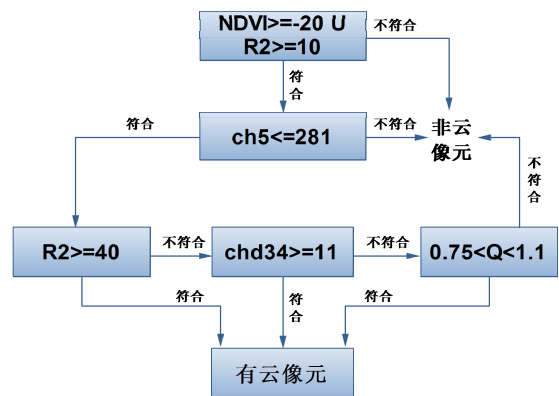 NDVI>=-20 U
R2>=10
不符合
符合
符合
ch5<=281
不符合
非云
像元
不符合
R2>=40
不符合
chd34>=11
不符合
0.75<Q<1.1
符合
符合
符合
有云像元